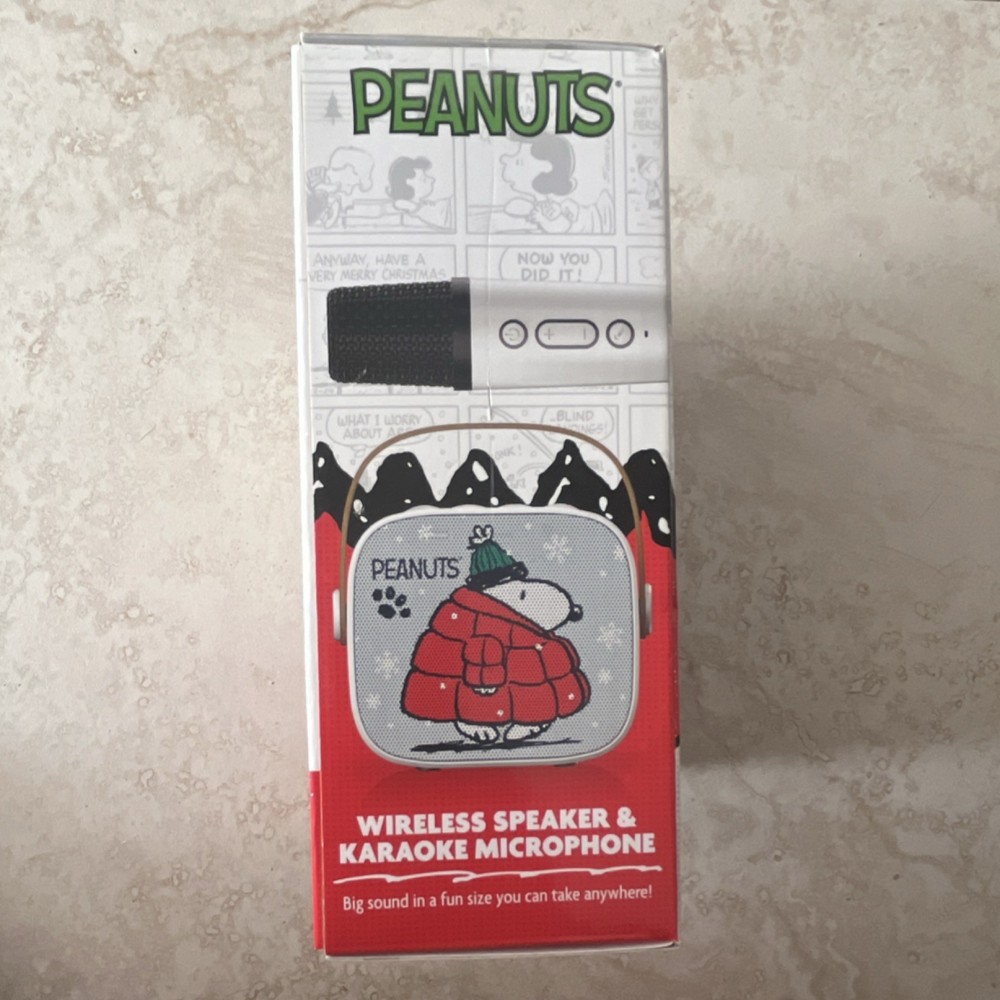 PEANUTS
ANYWAY, HAVE A
VERY MERRY CHRISTMAS
NOW YOU
DID IT!
WHAT I WORRY
ABOUT
BLIND
PEANUTS
WIRELESS SPEAKER &
KARAOKE MICROPHONE
Big sound in a fun size you can take anywhere!